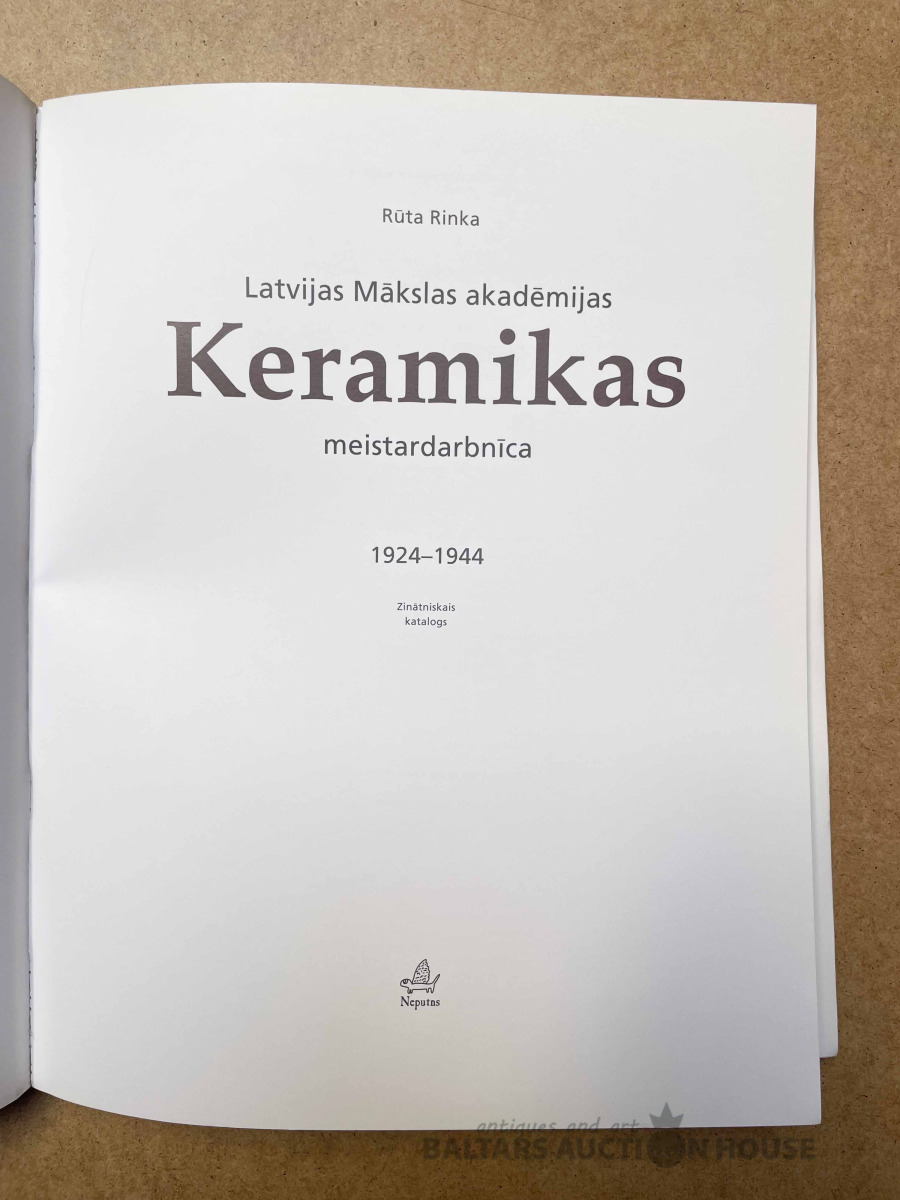 Rūta Rinka
Latvijas Mākslas akadēmijas
Keramikas
meistardarbnīca
1924–1944
Zinātniskais
katalogs
Neputns
antiques and art
BALTARS AUCTION HOUSE